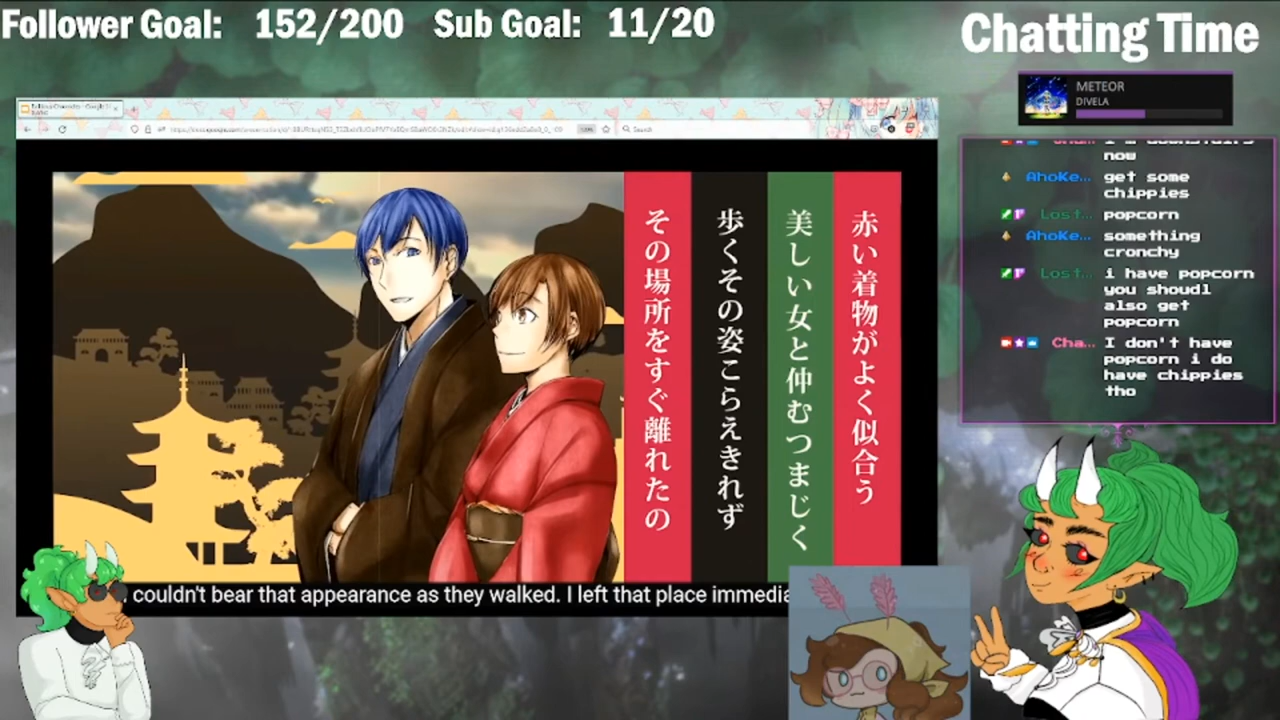 Follower Goal: 152/200 Sub Goal: 11/20
Chatting Time
METEOR
DIVELA
赤い着物がよく似合う
美しい女と仲むつまじく
歩くその姿こらえきれず
その場所をすぐ離れたの
couldn't bear that appearance as they walked. I left that place immedia
now
AhoKe... get some
chippies
Lost... popcorn
AhoKe... something
cronchy
Lost... i have popcorn
you shoudl
also get
popcorn
Cha... I don't have
popcorn i do
have chippies
tho